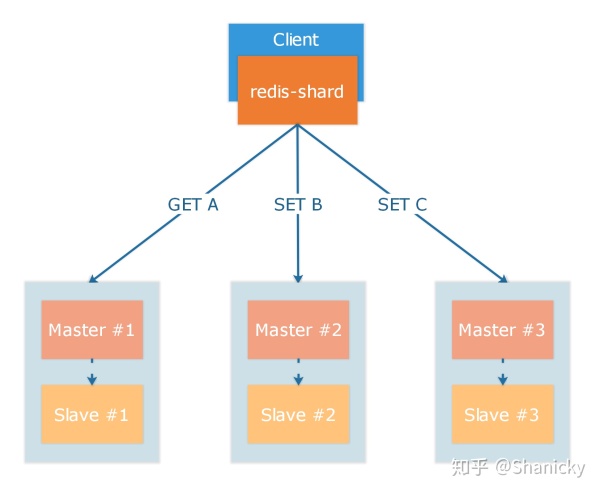 Client
redis-shard
GET A
SET B
SET C
Master #1
Master #2
Master #3
Slave #1
Slave #2
Slave #3
知乎 @Shanicky